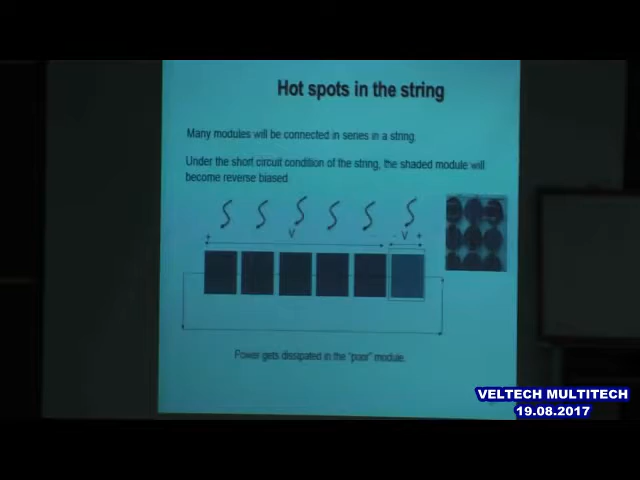 Hot spots in the string
Many modules will be connected in series in a string.
Under the short circuit condition of the string, the shaded module will
become reverse biased
+ V - V +
Power gets dissipated in the "poor" module.
VELTECH MULTITECH
19.08.2017